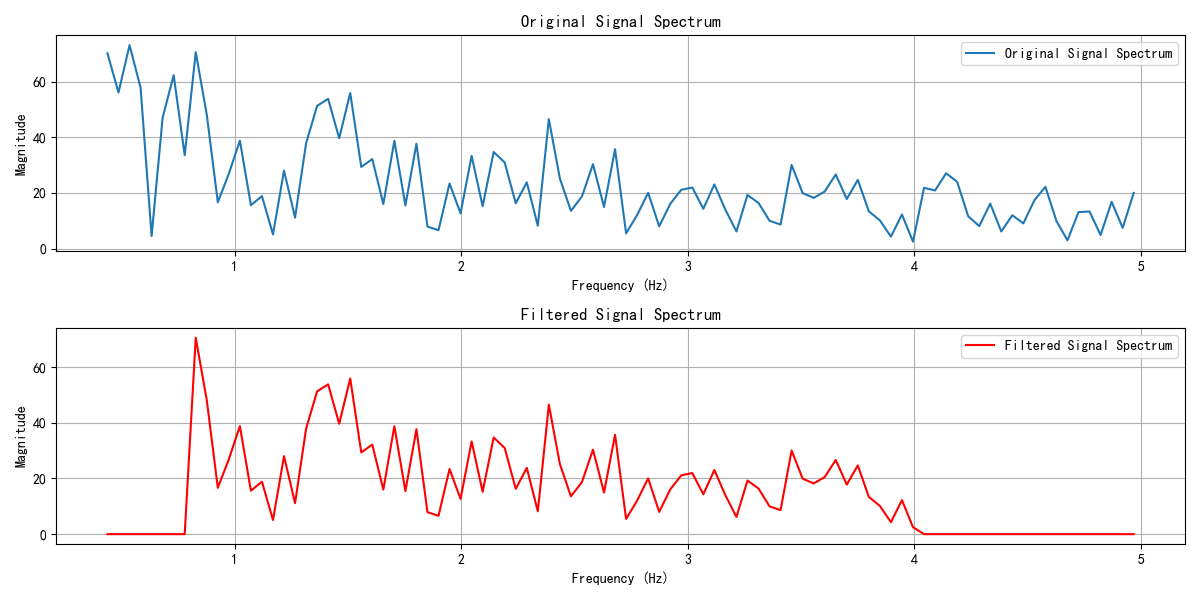 Original Signal Spectrum
Original Signal Spectrum
60
40
20
0
Magnitude
1 2 3 4 5
Frequency (Hz)
Filtered Signal Spectrum
Filtered Signal Spectrum
60
40
20
0
Magnitude
1 2 3 4 5
Frequency (Hz)